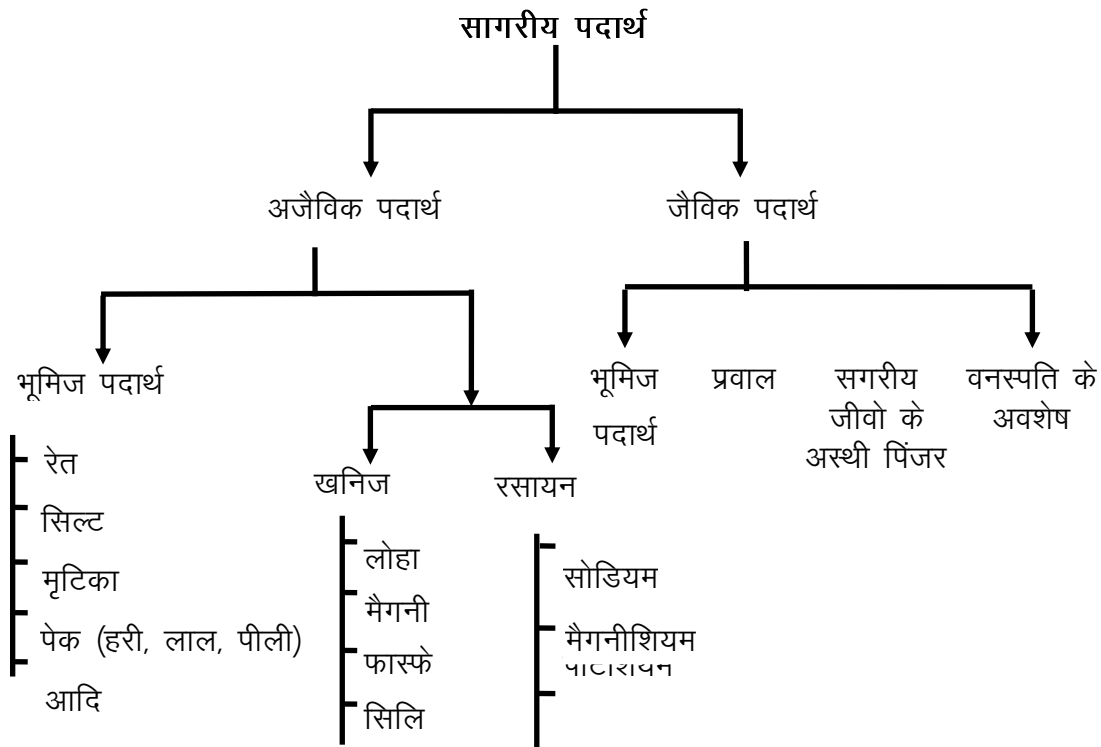 सागरीय पदार्थ
अजैविक पदार्थ
जैविक पदार्थ
भूमिज पदार्थ
रेत
सिल्ट
मृटिका
पेक (हरी, लाल, पीली)
आदि
खनिज
लोहा
मैगनी
फास्फे
सिलि
रसायन
सोडियम
मैगनीशियम
भूमिज
पदार्थ
प्रवाल
सगरीय
जीवो के
अस्थी पिंजर
वनस्पति के
अवशेष